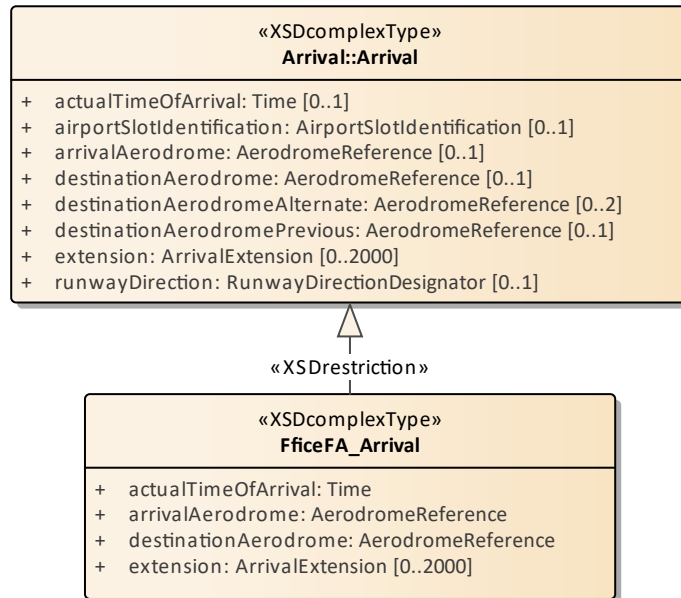 «XSDcomplexType»
Arrival::Arrival
+ actualTimeOfArrival: Time [0..1]
+ airportSlotIdentification: AirportSlotIdentification [0..1]
+ arrivalAerodrome: AerodromeReference [0..1]
+ destinationAerodrome: AerodromeReference [0..1]
+ destinationAerodromeAlternate: AerodromeReference [0..2]
+ destinationAerodromePrevious: AerodromeReference [0..1]
+ extension: ArrivalExtension [0..2000]
+ runwayDirection: RunwayDirectionDesignator [0..1]
«XSDrestriction»
«XSDcomplexType»
FficeFA_Arrival
+ actualTimeOfArrival: Time
+ arrivalAerodrome: AerodromeReference
+ destinationAerodrome: AerodromeReference
+ extension: ArrivalExtension [0..2000]